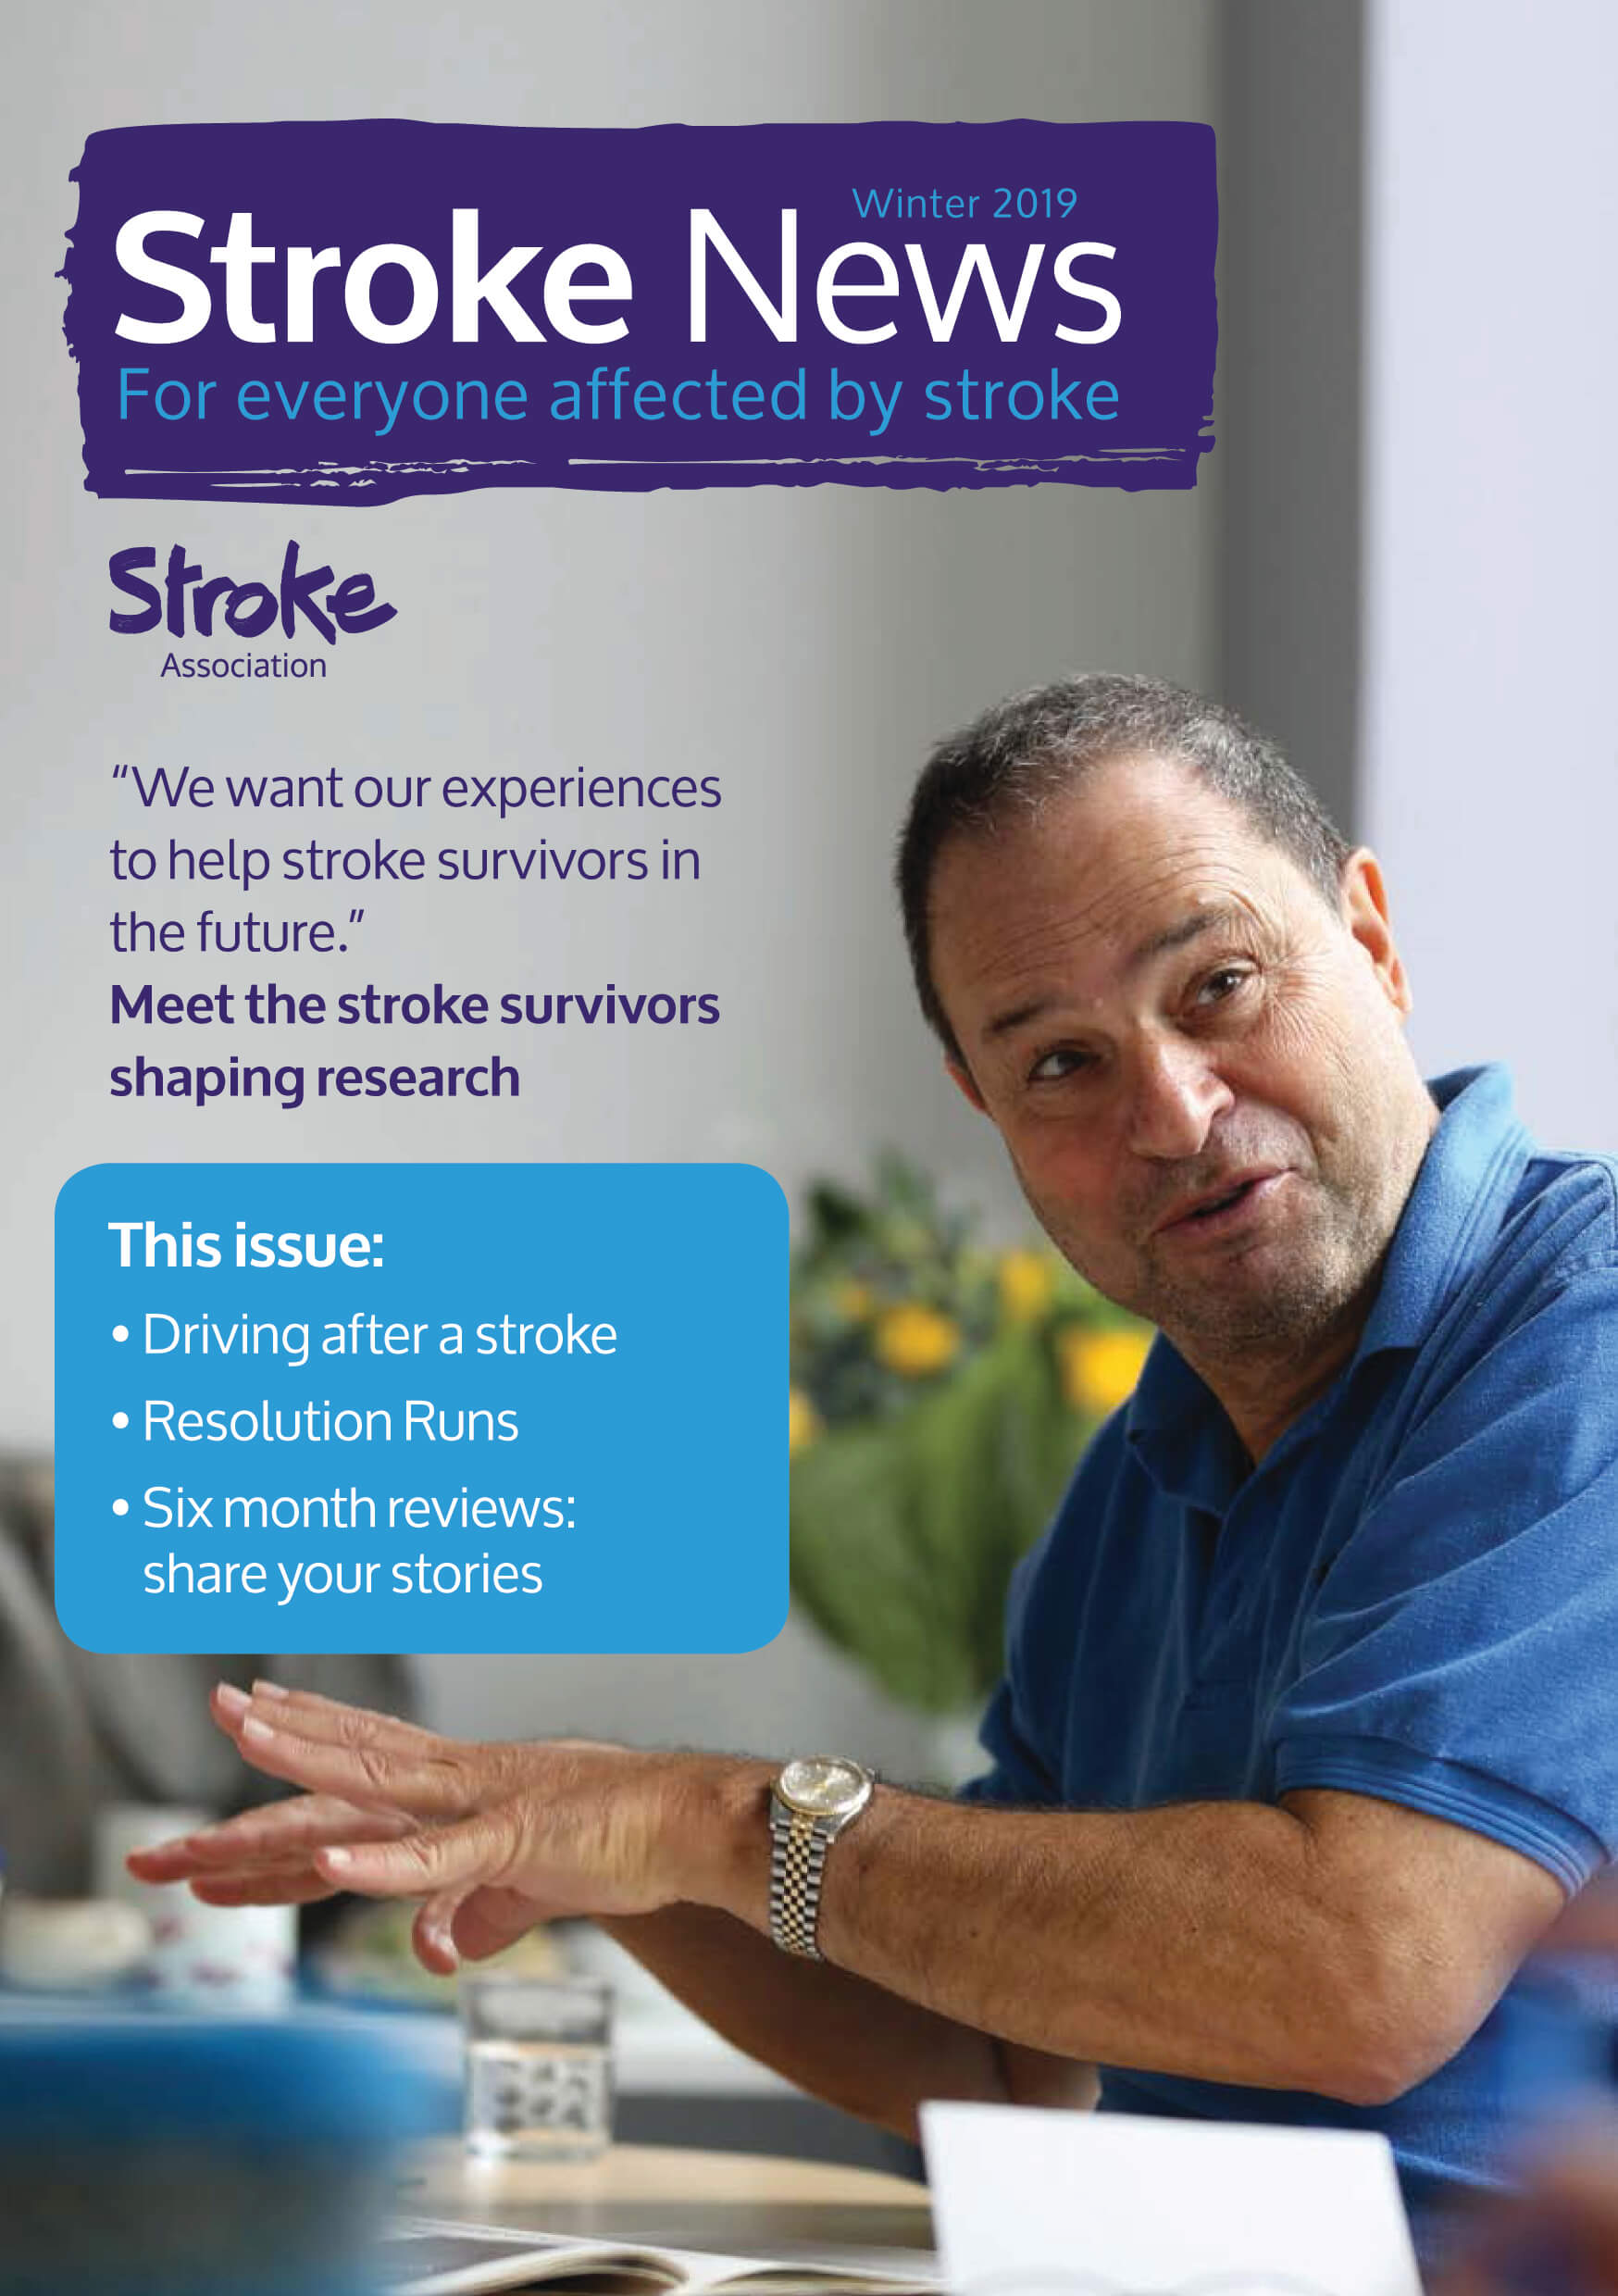 Winter 2019
Stroke News
For everyone affected by stroke
Stroke
Association
“We want our experiences
to help stroke survivors in
the future.”
Meet the stroke survivors
shaping research
This issue:
• Driving after a stroke
• Resolution Runs
• Six month reviews:
share your stories